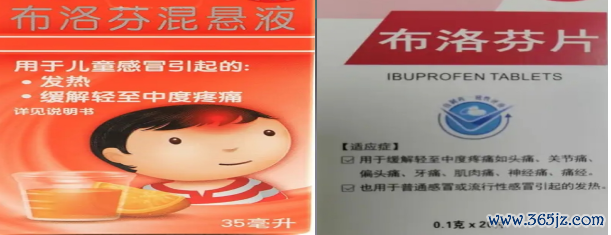 布洛芬混悬液
用于儿童感冒引起的:
• 发热
• 缓解轻至中度疼痛
详见说明书
35毫升
布洛芬片
IBUPROFEN TABLETS
【适应症】
用于缓解轻至中度疼痛如头痛、关节痛、
偏头痛、牙痛、肌肉痛、神经痛、痛经。
也用于普通感冒或流行性感冒引起的发热。
0.1克×20
www.365jz.com